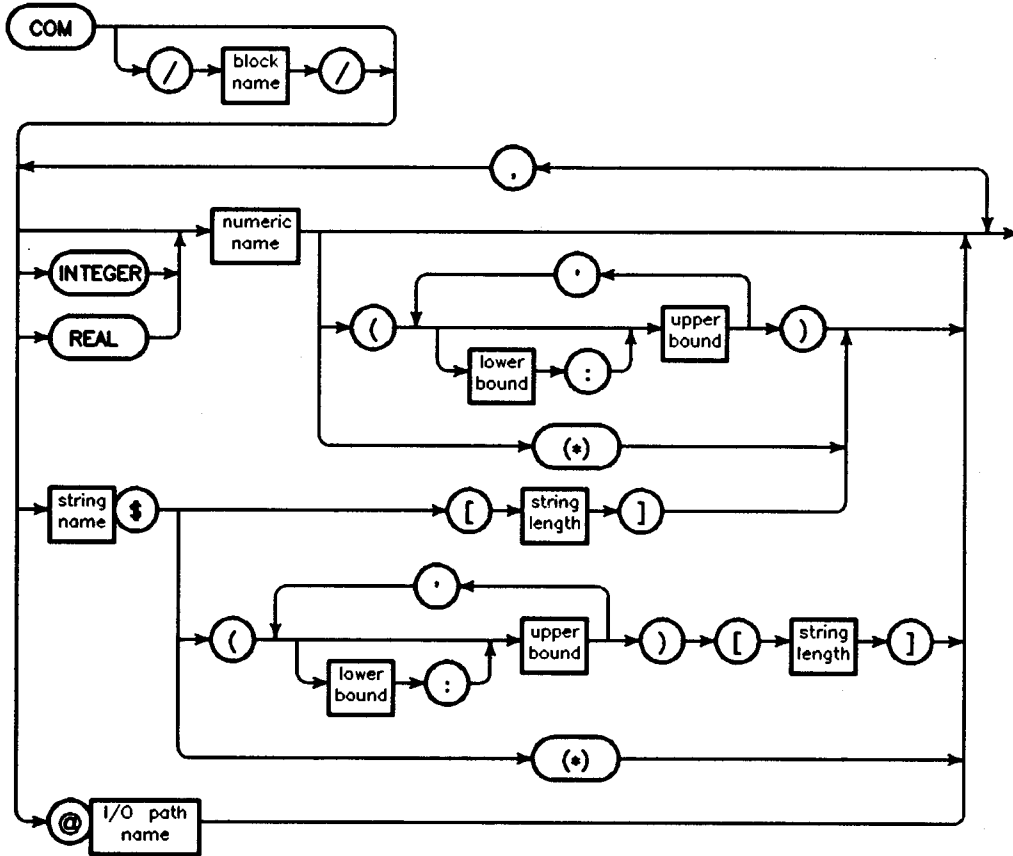 COM
/ block name /
,
numeric name
INTEGER
REAL
,
( lower bound : upper bound )
(*)
string name $ [ string length ]
,
( lower bound : upper bound ) [ string length ]
(*)
@ I/O path name